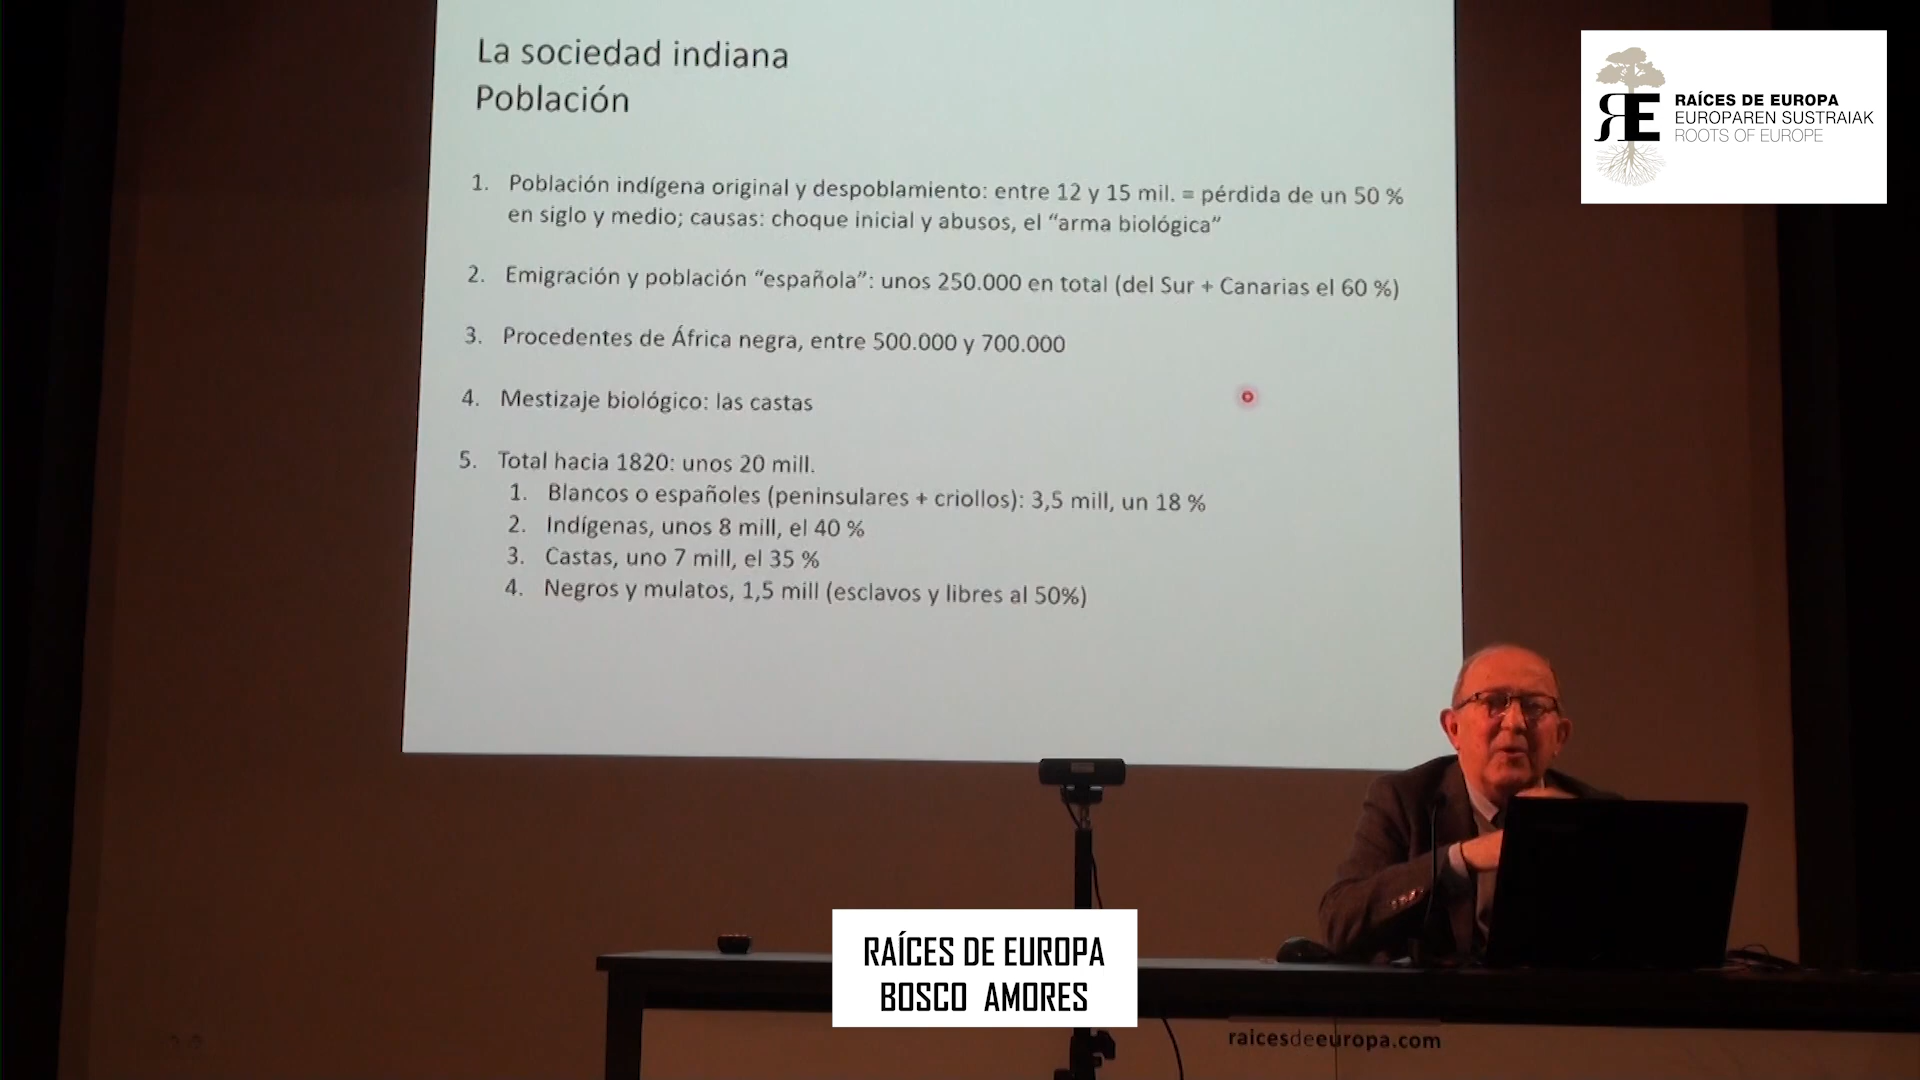 La sociedad indiana
Población
1. Población indígena original y despoblamiento: entre 12 y 15 mil. = pérdida de un 50 %
en siglo y medio; causas: choque inicial y abusos, el “arma biológica”
2. Emigración y población “española”: unos 250.000 en total (del Sur + Canarias el 60 %)
3. Procedentes de África negra, entre 500.000 y 700.000
4. Mestizaje biológico: las castas
5. Total hacia 1820: unos 20 mill.
1. Blancos o españoles (peninsulares + criollos): 3,5 mill, un 18 %
2. Indígenas, unos 8 mill, el 40 %
3. Castas, uno 7 mill, el 35 %
4. Negros y mulatos, 1,5 mill (esclavos y libres al 50%)
RE
RAÍCES DE EUROPA
EUROPAREN SUSTRAIAK
ROOTS OF EUROPE
RAÍCES DE EUROPA
BOSCO AMORES
raicesdeeuropa.com